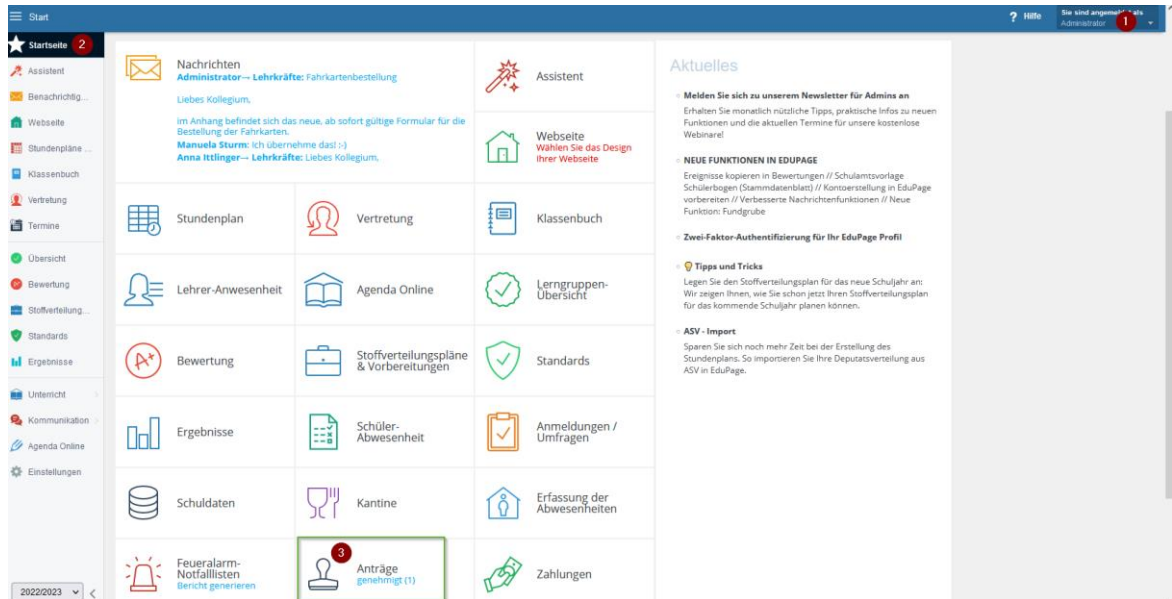 Start
? Hilfe
Sie sind angemeldet als
Administrator
1
Startseite 2
Assistent
Benachrichtig...
Webseite
Stundenpläne ...
Klassenbuch
Vertretung
Termine
Übersicht
Bewertung
Stoffverteilung...
Standards
Ergebnisse
Unterricht
Kommunikation
Agenda Online
Einstellungen
2022/2023
Nachrichten
Administrator→ Lehrkräfte: Fahrkartenbestellung
Liebes Kollegium,
im Anhang befindet sich das neue, ab sofort gültige Formular für die
Bestellung der Fahrkarten.
Manuela Sturm: Ich übernehme das! :-)
Anna Ittlinger→ Lehrkräfte: Liebes Kollegium,
Assistent
Webseite
Wählen Sie das Design
Ihrer Webseite
Stundenplan
Vertretung
Klassenbuch
Lehrer-Anwesenheit
Agenda Online
Lerngruppen-
Übersicht
A+
Bewertung
Stoffverteilungspläne
& Vorbereitungen
Standards
Ergebnisse
Schüler-
Abwesenheit
Anmeldungen /
Umfragen
Schuldaten
Kantine
Erfassung der
Abwesenheiten
Feueralarm-
Notfalllisten
Bericht generieren
3
Anträge
genehmigt (1)
Zahlungen
Aktuelles
Melden Sie sich zu unserem Newsletter für Admins an
Erhalten Sie monatlich nützliche Tipps, praktische Infos zu neuen
Funktionen und die aktuellen Termine für unsere kostenlose
Webinare!
NEUE FUNKTIONEN IN EDUPAGE
Ereignisse kopieren in Bewertungen // Schulamtsvorlage
Schülerbogen (Stammdatenblatt) // Kontoerstellung in EduPage
vorbereiten // Verbesserte Nachrichtenfunktionen // Neue
Funktion: Fundgrube
Zwei-Faktor-Authentifizierung für Ihr EduPage Profil
Tipps und Tricks
Legen Sie den Stoffverteilungsplan für das neue Schuljahr an:
Wir zeigen Ihnen, wie Sie schon jetzt Ihren Stoffverteilungsplan
für das kommende Schuljahr planen können.
ASV - Import
Sparen Sie sich noch mehr Zeit bei der Erstellung des
Stundenplans. So importieren Sie Ihre Deputatsverteilung aus
ASV in EduPage.